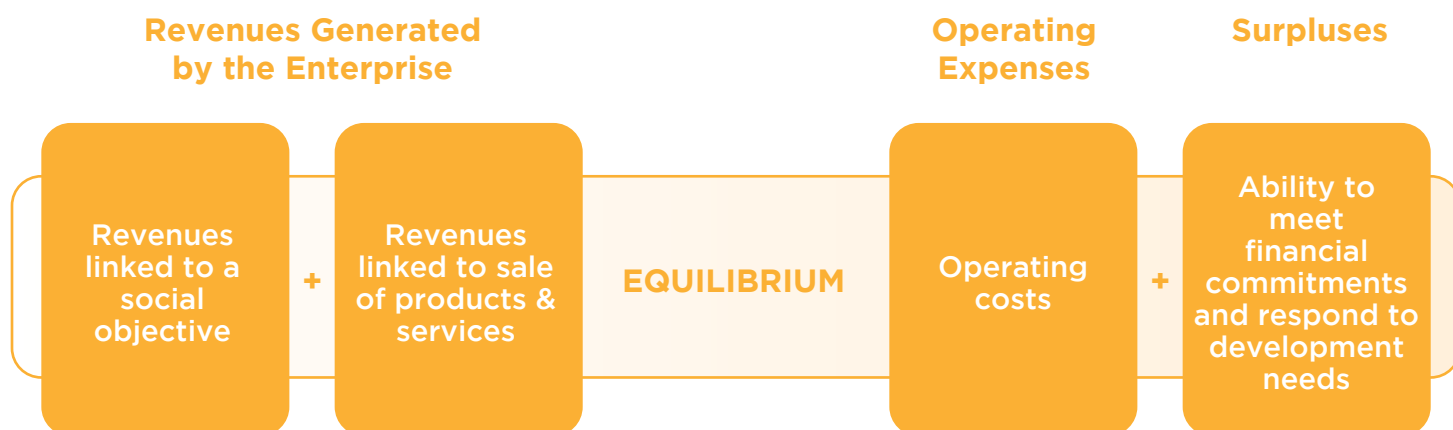 Revenues Generated
by the Enterprise
Operating
Expenses
Surpluses
Revenues
linked to a
social
objective
+
Revenues
linked to sale
of products &
services
EQUILIBRIUM
Operating
costs
+
Ability to
meet
financial
commitments
and respond to
development
needs